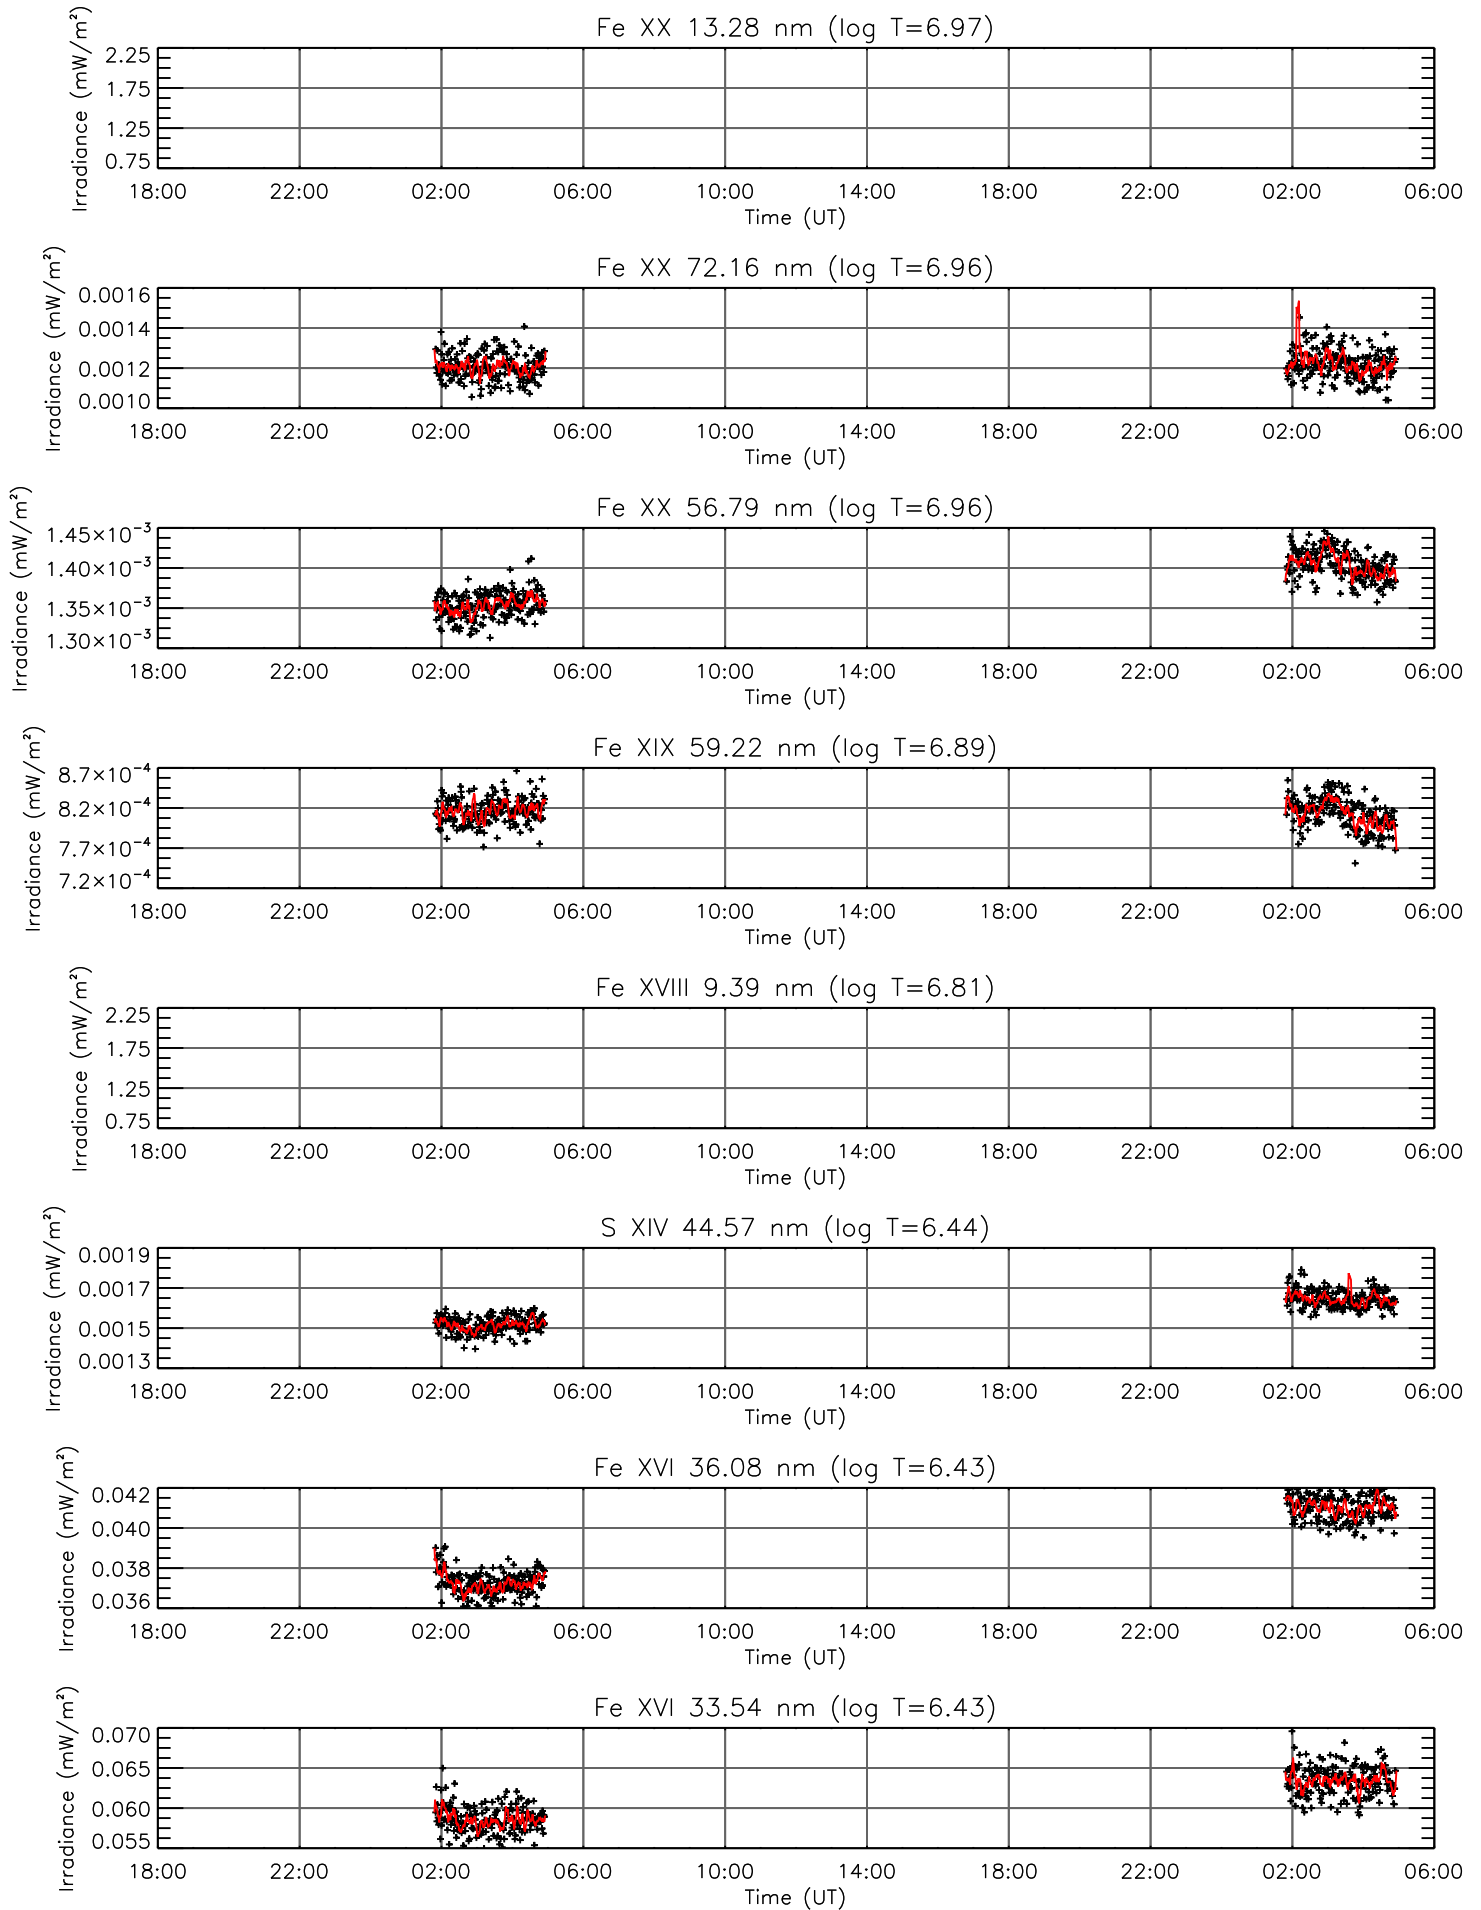 Fe XX 13.28 nm (log T=6.97)
Irradiance (mW/m²)
2.25
1.75
1.25
0.75
18:00 22:00 02:00 06:00 10:00 14:00 18:00 22:00 02:00 06:00
Time (UT)
Fe XX 72.16 nm (log T=6.96)
Irradiance (mW/m²)
0.0016
0.0014
0.0012
0.0010
18:00 22:00 02:00 06:00 10:00 14:00 18:00 22:00 02:00 06:00
Time (UT)
Fe XX 56.79 nm (log T=6.96)
Irradiance (mW/m²)
1.45×10⁻³
1.40×10⁻³
1.35×10⁻³
1.30×10⁻³
18:00 22:00 02:00 06:00 10:00 14:00 18:00 22:00 02:00 06:00
Time (UT)
Fe XIX 59.22 nm (log T=6.89)
Irradiance (mW/m²)
8.7×10⁻⁴
8.2×10⁻⁴
7.7×10⁻⁴
7.2×10⁻⁴
18:00 22:00 02:00 06:00 10:00 14:00 18:00 22:00 02:00 06:00
Time (UT)
Fe XVIII 9.39 nm (log T=6.81)
Irradiance (mW/m²)
2.25
1.75
1.25
0.75
18:00 22:00 02:00 06:00 10:00 14:00 18:00 22:00 02:00 06:00
Time (UT)
S XIV 44.57 nm (log T=6.44)
Irradiance (mW/m²)
0.0019
0.0017
0.0015
0.0013
18:00 22:00 02:00 06:00 10:00 14:00 18:00 22:00 02:00 06:00
Time (UT)
Fe XVI 36.08 nm (log T=6.43)
Irradiance (mW/m²)
0.042
0.040
0.038
0.036
18:00 22:00 02:00 06:00 10:00 14:00 18:00 22:00 02:00 06:00
Time (UT)
Fe XVI 33.54 nm (log T=6.43)
Irradiance (mW/m²)
0.070
0.065
0.060
0.055
18:00 22:00 02:00 06:00 10:00 14:00 18:00 22:00 02:00 06:00
Time (UT)